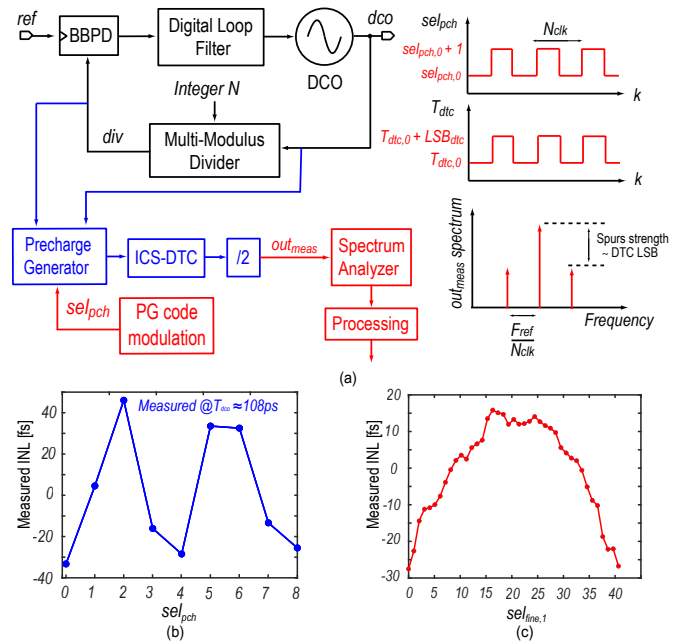 ref
BBPD
Digital Loop
Filter
DCO
dco
Integer N
div
Multi-Modulus
Divider
Precharge
Generator
ICS-DTC
/2
out_meas
Spectrum
Analyzer
sel_pch
PG code
modulation
Processing
sel_pch
N_clk
sel_pch,0 + 1
sel_pch,0
k
T_dtc
T_dtc,0 + LSB_dtc
T_dtc,0
k
out_meas spectrum
Spurs strength
~ DTC LSB
F_ref
N_clk
Frequency
(a)
Measured INL [fs]
40
20
0
-20
-40
Measured @T_dco ≈108ps
0 1 2 3 4 5 6 7 8
sel_pch
(b)
Measured INL [fs]
20
10
0
-10
-20
-30
0 5 10 15 20 25 30 35 40
sel_fine,1
(c)